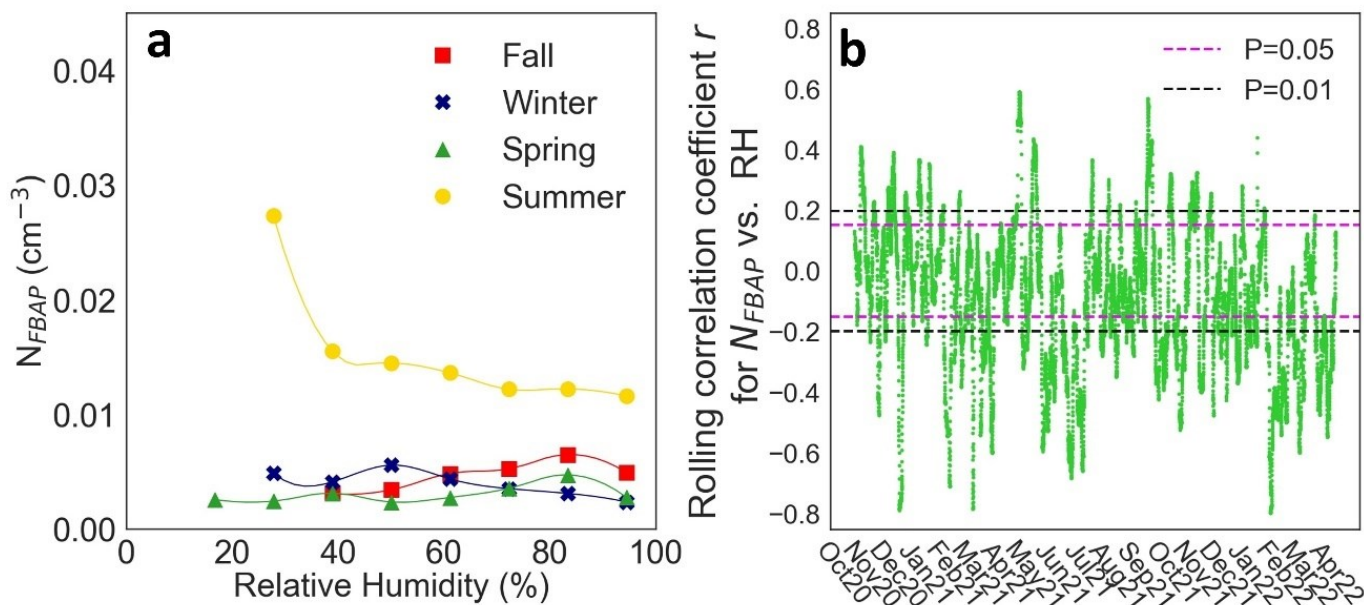 a
Fall
Winter
Spring
Summer
N_FBAP (cm⁻³)
0.04
0.03
0.02
0.01
0.00
0 20 40 60 80 100
Relative Humidity (%)
b
P=0.05
P=0.01
Rolling correlation coefficient r
for N_FBAP vs. RH
0.8
0.6
0.4
0.2
0.0
−0.2
−0.4
−0.6
−0.8
Oct20
Nov20
Dec20
Jan21
Feb21
Mar21
Apr21
May21
Jun21
Jul21
Aug21
Sep21
Oct21
Nov21
Dec21
Jan22
Feb22
Mar22
Apr22